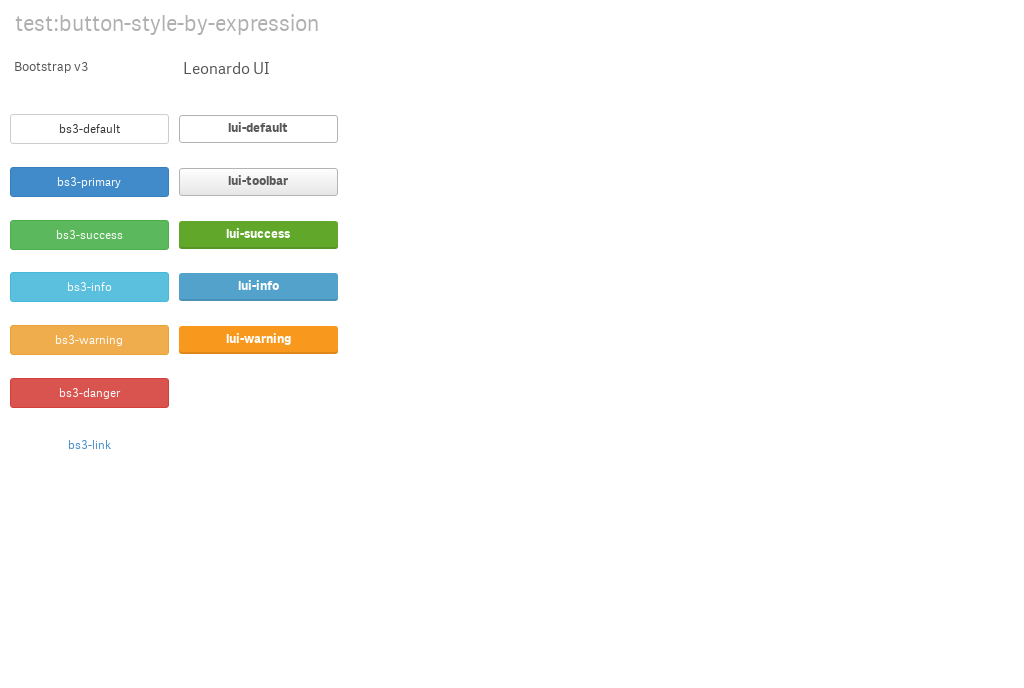 test:button-style-by-expression
Bootstrap v3
Leonardo UI
bs3-default
lui-default
bs3-primary
lui-toolbar
bs3-success
lui-success
bs3-info
lui-info
bs3-warning
lui-warning
bs3-danger
bs3-link